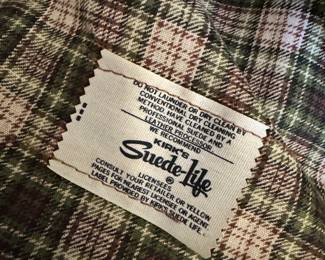 DO NOT LAUNDER OR DRY CLEAN BY
CONVENTIONAL DRY CLEANING
METHOD. HAVE CLEANED BY A
PROFESSIONAL SUEDE AND
LEATHER PROCESSOR.
WE RECOMMEND
KIRK'S
Suede-Life
®
LICENSEES
CONSULT YOUR RETAILER OR YELLOW
PAGES FOR NEAREST LICENSEE OR AGENT.
LABEL PROVIDED BY KIRK'S SUEDE LIFE